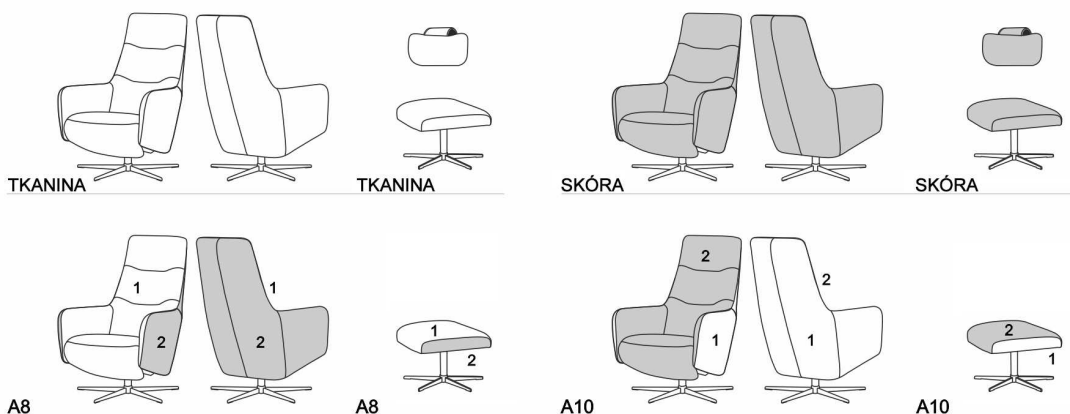 TKANINA TKANINA SKÓRA SKÓRA
1 1 2 2
2 2 1 2 1 1 2 1
A8 A8 A10 A10